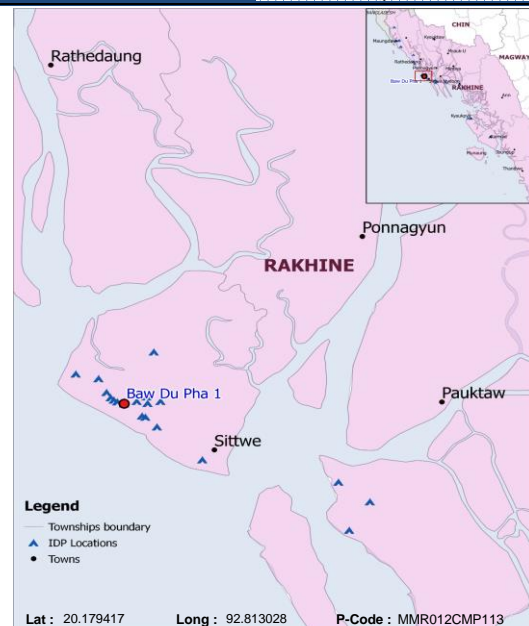 Rathedaung
Ponnagyun
RAKHINE
Baw Du Pha 1
Pauktaw
Sittwe
Legend
Townships boundary
IDP Locations
Towns
Lat : 20.179417 Long : 92.813028 P-Code : MMR012CMP113
CHIN
MAGWAY
RAKHINE
Baw Du Pha 1